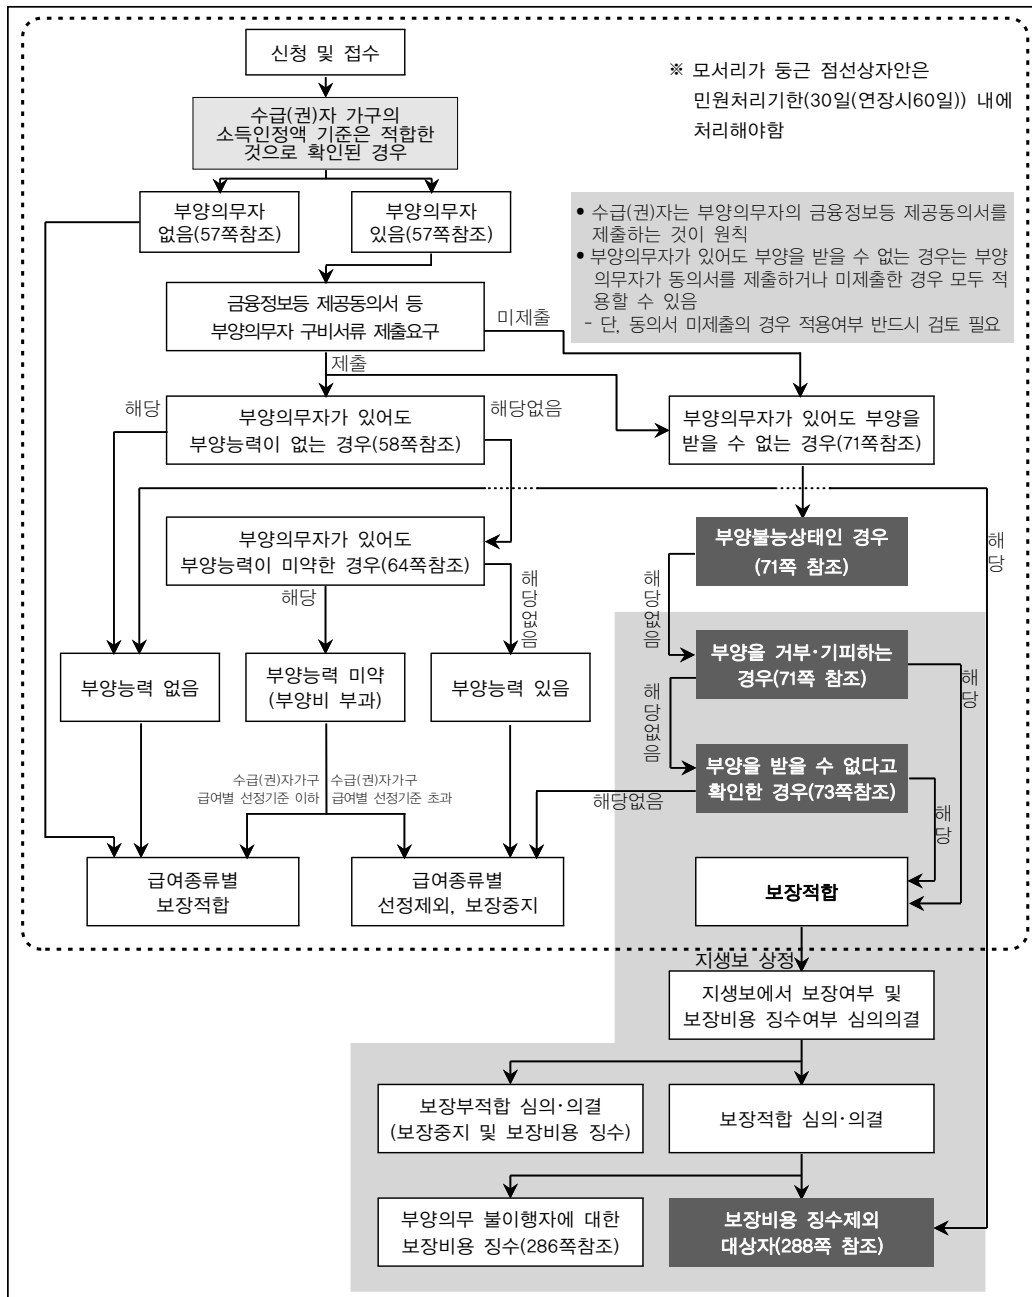 신청 및 접수
※ 모서리가 둥근 점선상자안은
민원처리기한(30일(연장시60일)) 내에
처리해야함
수급(권)자 가구의
소득인정액 기준은 적합한
것으로 확인된 경우
부양의무자
없음(57쪽참조)
부양의무자
있음(57쪽참조)
• 수급(권)자는 부양의무자의 금융정보등 제공동의서를
제출하는 것이 원칙
• 부양의무자가 있어도 부양을 받을 수 없는 경우는 부양
의무자가 동의서를 제출하거나 미제출한 경우 모두 적
용할 수 있음
- 단, 동의서 미제출의 경우 적용여부 반드시 검토 필요
금융정보등 제공동의서 등
부양의무자 구비서류 제출요구
미제출
제출
해당
부양의무자가 있어도
부양능력이 없는 경우(58쪽참조)
해당없음
부양의무자가 있어도 부양을
받을 수 없는 경우(71쪽참조)
부양의무자가 있어도
부양능력이 미약한 경우(64쪽참조)
해당
해당없음
부양불능상태인 경우
(71쪽 참조)
해당
해당없음
부양능력 없음
부양능력 미약
(부양비 부과)
부양능력 있음
부양을 거부·기피하는
경우(71쪽 참조)
해당
해당없음
수급(권)자가구
급여별 선정기준 이하
수급(권)자가구
급여별 선정기준 초과
부양을 받을 수 없다고
확인한 경우(73쪽참조)
해당없음
해당
급여종류별
보장적합
급여종류별
선정제외, 보장중지
보장적합
지생보 상정
지생보에서 보장여부 및
보장비용 징수여부 심의의결
보장부적합 심의·의결
(보장중지 및 보장비용 징수)
보장적합 심의·의결
부양의무 불이행자에 대한
보장비용 징수(286쪽참조)
보장비용 징수제외
대상자(288쪽 참조)